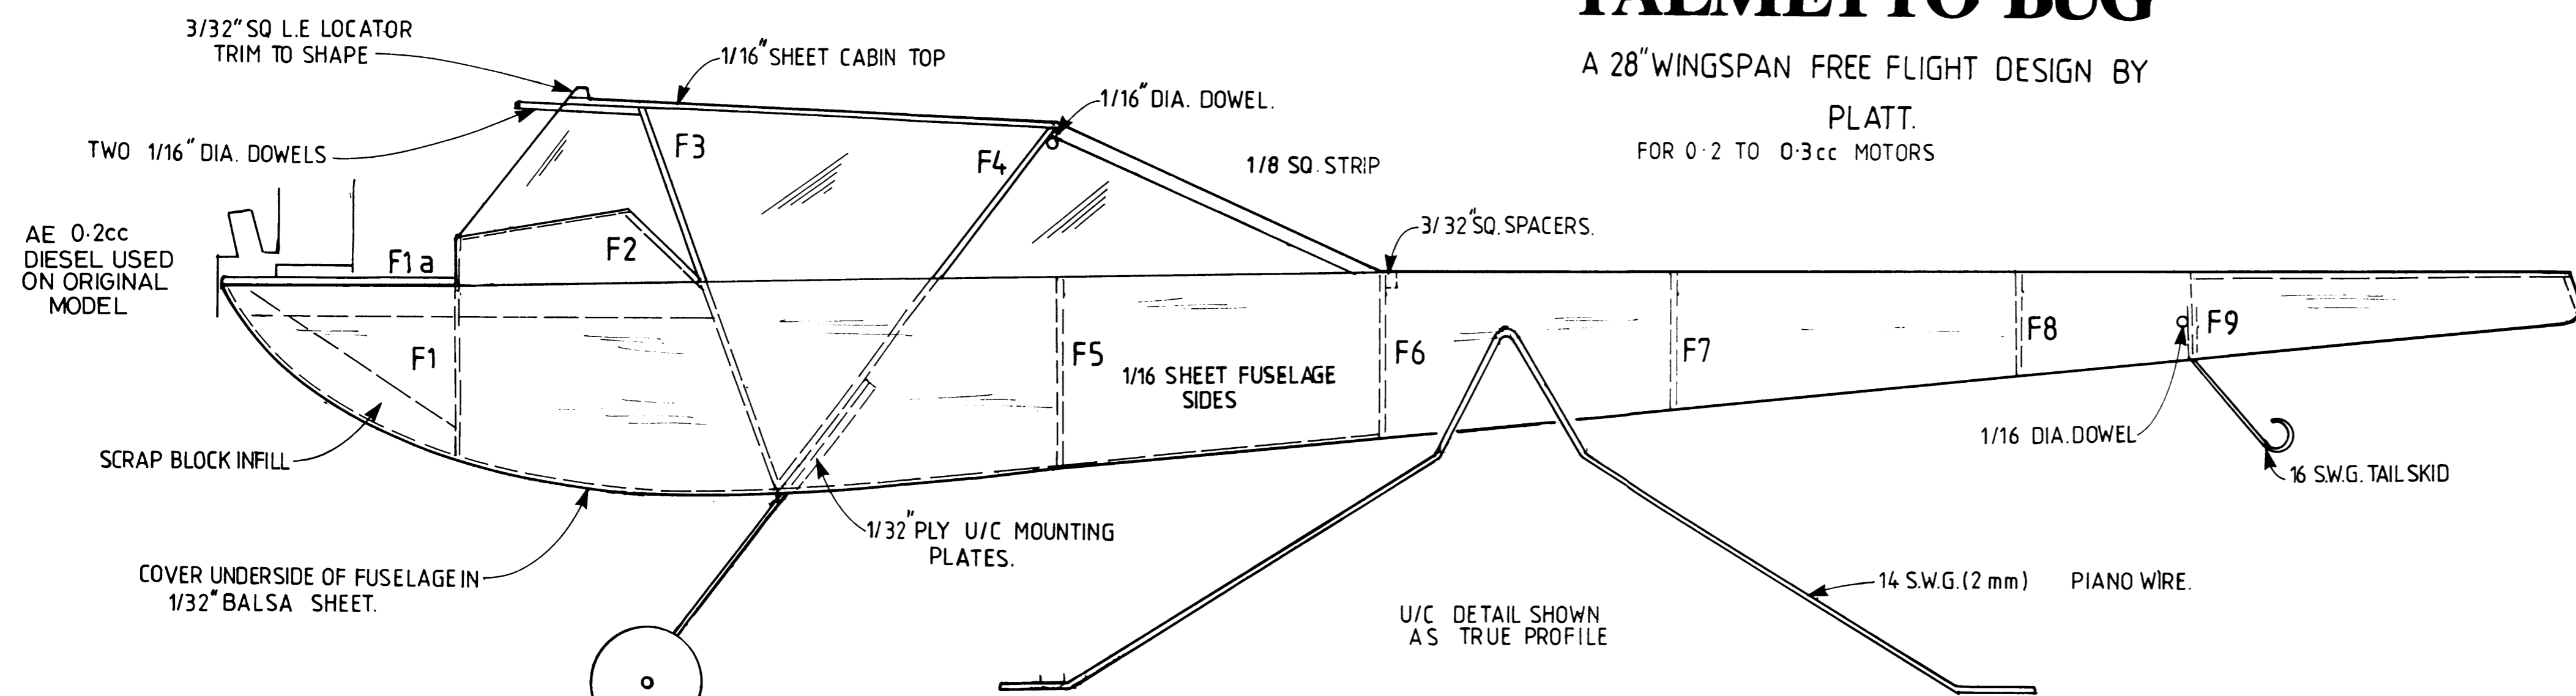 PALMETTO BUG
A 28" WINGSPAN FREE FLIGHT DESIGN BY
PLATT.
FOR 0·2 TO 0·3cc MOTORS
3/32" SQ L.E LOCATOR
TRIM TO SHAPE
1/16" SHEET CABIN TOP
1/16" DIA. DOWEL.
TWO 1/16" DIA. DOWELS
F3
F4
1/8 SQ. STRIP
3/32" SQ. SPACERS.
AE 0·2cc
DIESEL USED
ON ORIGINAL
MODEL
F1a
F2
F1
F5
1/16 SHEET FUSELAGE
SIDES
F6
F7
F8
F9
SCRAP BLOCK INFILL
1/16 DIA. DOWEL
16 S.W.G. TAIL SKID
1/32" PLY U/C MOUNTING
PLATES.
COVER UNDERSIDE OF FUSELAGE IN
1/32" BALSA SHEET.
U/C DETAIL SHOWN
AS TRUE PROFILE
14 S.W.G. (2 mm) PIANO WIRE.